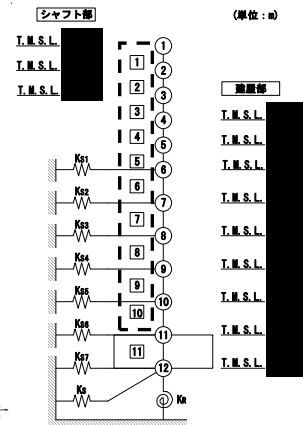 シャフト部
(単位:m)
T.M.S.L.
T.M.S.L.
T.M.S.L.
建屋部
T.M.S.L.
T.M.S.L.
T.M.S.L.
T.M.S.L.
T.M.S.L.
T.M.S.L.
T.M.S.L.
T.M.S.L.
T.M.S.L.
1
2
3
4
5
6
7
8
9
10
11
12
1
2
3
4
5
6
7
8
9
10
11
KS1
KS2
KS3
KS4
KS5
KS6
KS7
KS
KR